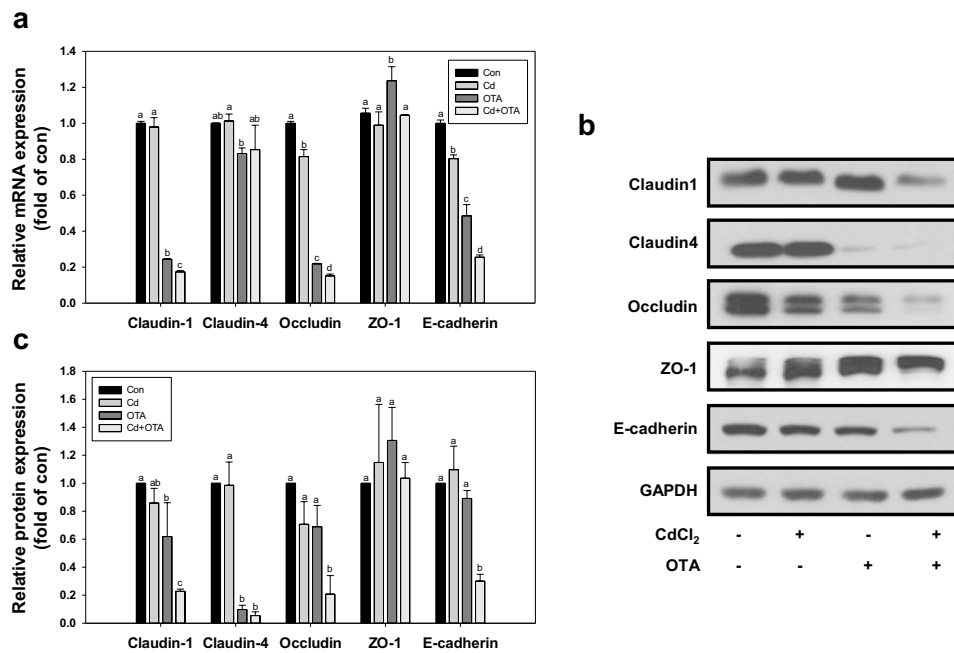 a
Relative mRNA expression
(fold of con)
1.4
1.2
1.0
0.8
0.6
0.4
0.2
0.0
Con
Cd
OTA
Cd+OTA
a a b c
ab a b ab
a b c d
a a b a
a b c d
Claudin-1 Claudin-4 Occludin ZO-1 E-cadherin
b
Claudin1
Claudin4
Occludin
ZO-1
E-cadherin
GAPDH
CdCl₂ - + - +
OTA - - + +
c
Relative protein expression
(fold of con)
1.8
1.6
1.4
1.2
1.0
0.8
0.6
0.4
0.2
0.0
Con
Cd
OTA
Cd+OTA
a ab b c
a a b b
a a a b
a a a a
a a a b
Claudin-1 Claudin-4 Occludin ZO-1 E-cadherin